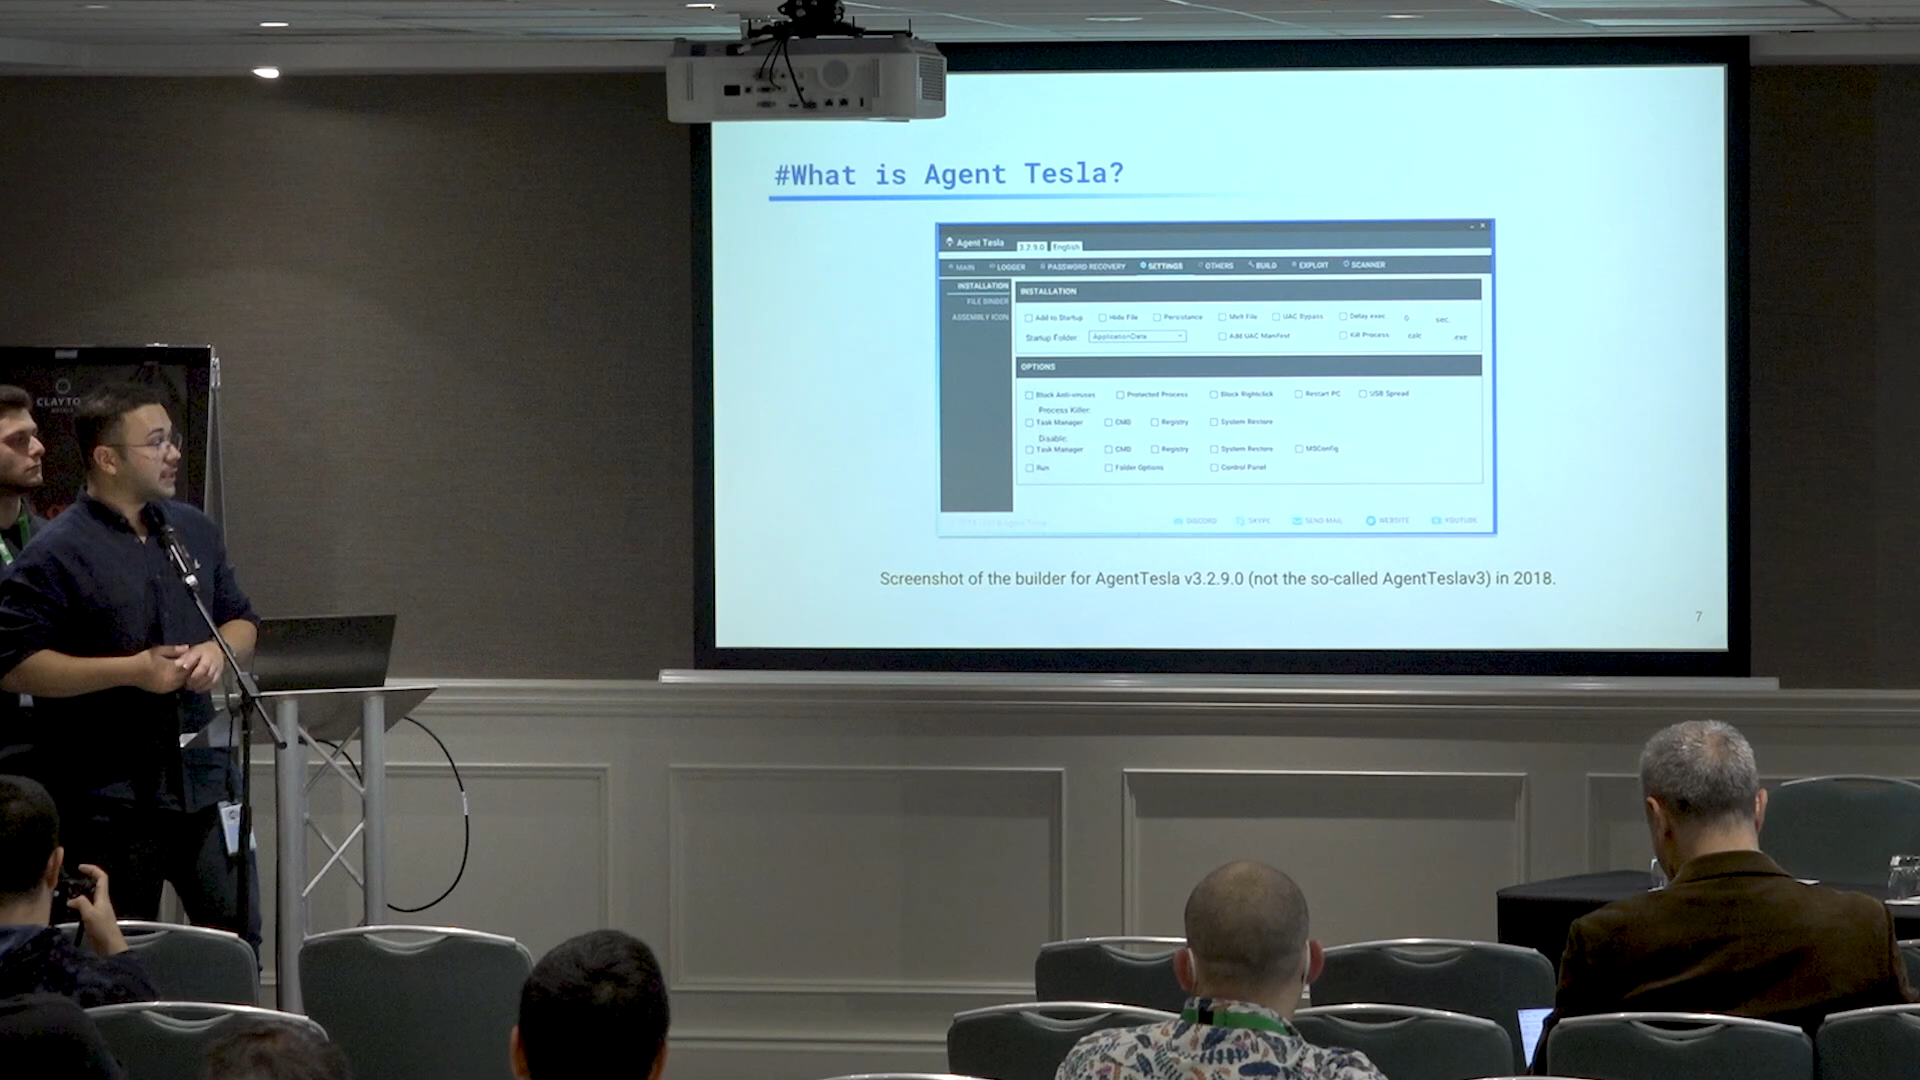 #What is Agent Tesla?
Agent Tesla 3.2.9.0 English
MAIN LOGGER PASSWORD RECOVERY SETTINGS OTHERS BUILD EXPLOIT SCANNER
INSTALLATION
FILE BINDER
ASSEMBLY ICON
INSTALLATION
Add to Startup Hide File Persistance Melt File UAC Bypass Delay exec. 0 sec.
Startup Folder: ApplicationData Add UAC Manifest Kill Process calc .exe
OPTIONS
Block Anti-viruses Protected Process Block Rightclick Restart PC USB Spread
Process Killer:
Task Manager CMD Registry System Restore
Disable:
Task Manager CMD Registry System Restore MSConfig
Run Folder Options Control Panel
DISCORD SKYPE SEND MAIL WEBSITE YOUTUBE
Screenshot of the builder for AgentTesla v3.2.9.0 (not the so-called AgentTeslav3) in 2018.
7
CLAYTO